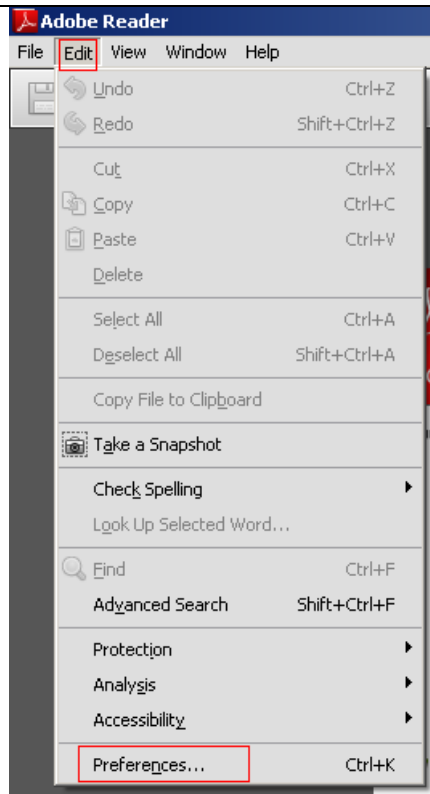 Adobe Reader
File Edit View Window Help
Undo Ctrl+Z
Redo Shift+Ctrl+Z
Cut Ctrl+X
Copy Ctrl+C
Paste Ctrl+V
Delete
Select All Ctrl+A
Deselect All Shift+Ctrl+A
Copy File to Clipboard
Take a Snapshot
Check Spelling
Look Up Selected Word...
Find Ctrl+F
Advanced Search Shift+Ctrl+F
Protection
Analysis
Accessibility
Preferences... Ctrl+K